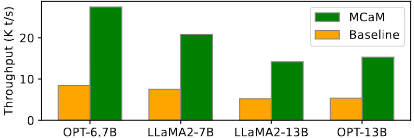 Throughput (K t/s)
20
10
0
MCaM
Baseline
OPT-6.7B
LLaMA2-7B
LLaMA2-13B
OPT-13B